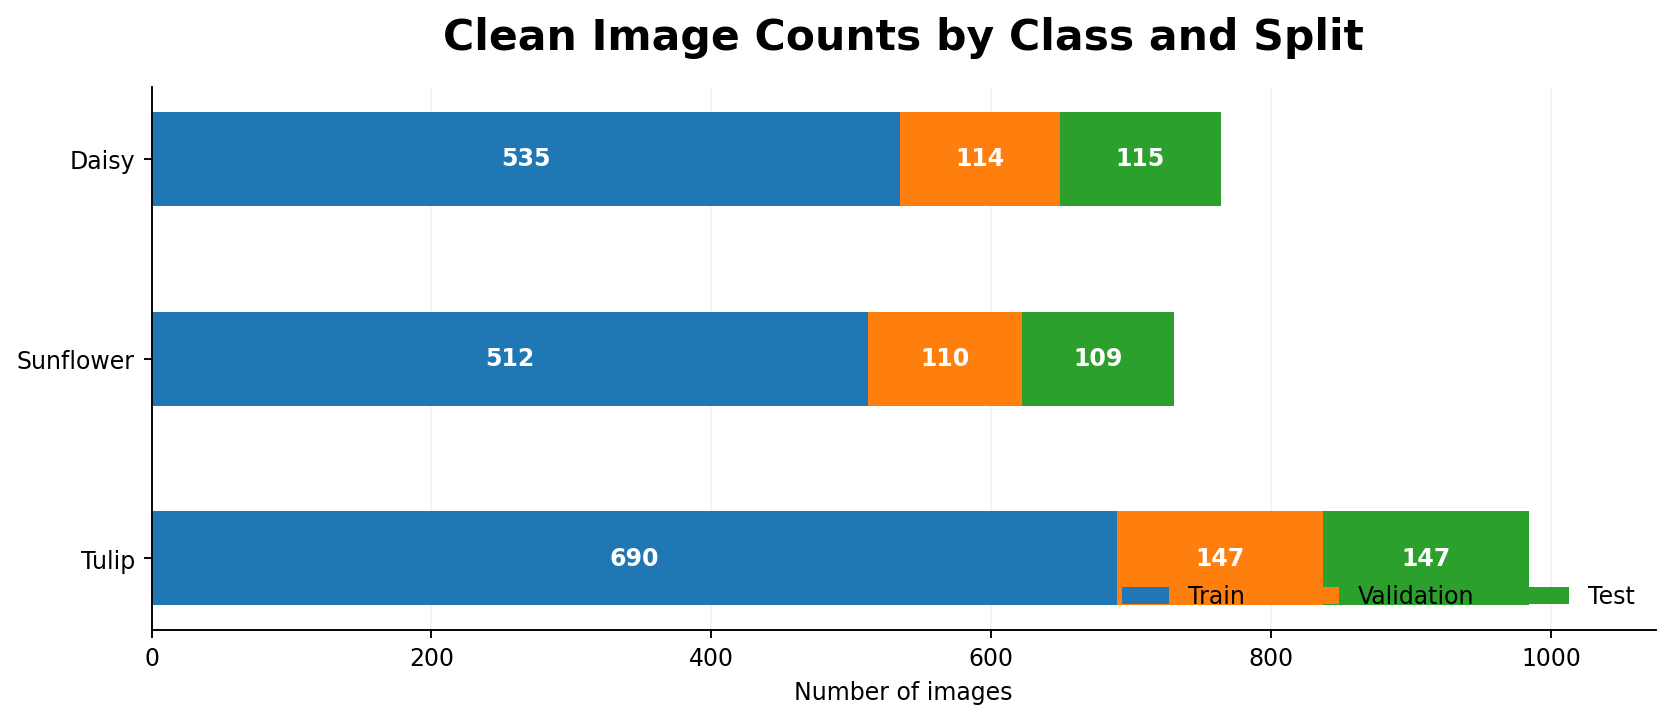 Clean Image Counts by Class and Split
Daisy 535 114 115
Sunflower 512 110 109
Tulip 690 147 147
Train Validation Test
0 200 400 600 800 1000
Number of images